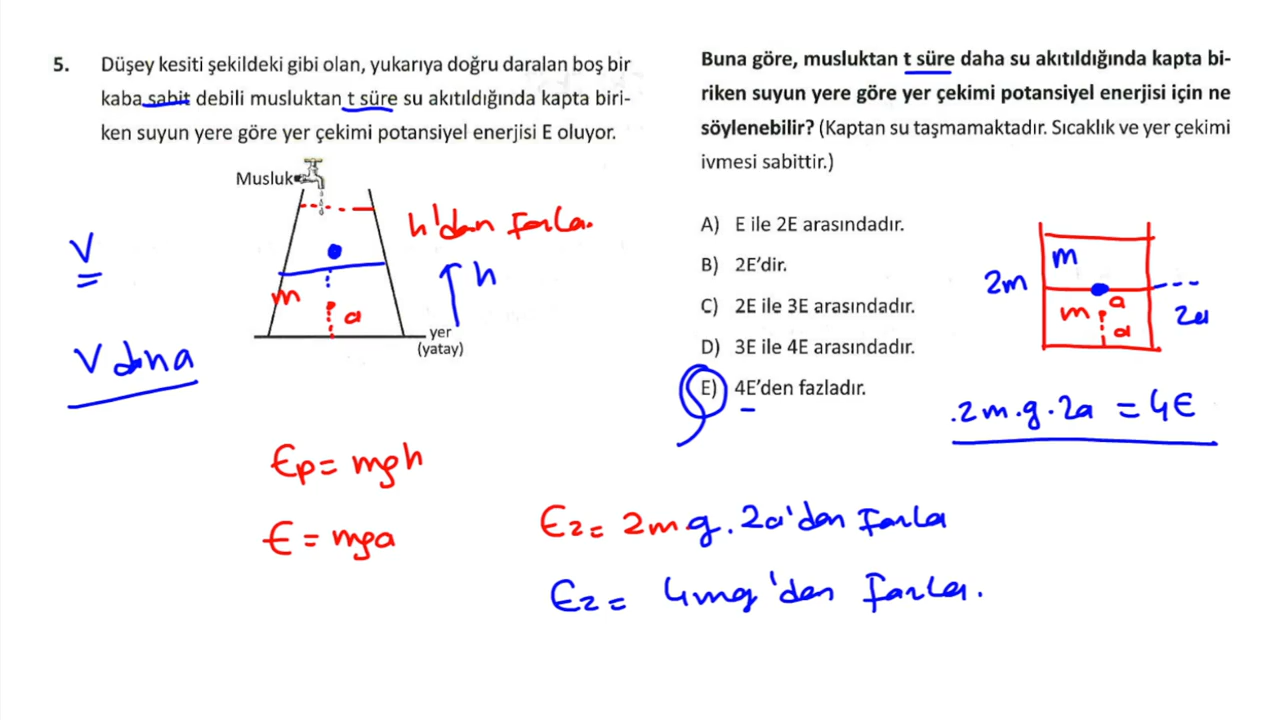 5. Düşey kesiti şekildeki gibi olan, yukarıya doğru daralan boş bir
kaba sabit debili musluktan t süre su akıtıldığında kapta biri-
ken suyun yere göre yer çekimi potansiyel enerjisi E oluyor.
Musluk
h'dan fazla.
h
V
m
a
yer
(yatay)
V daha
Ep = mgh
E = mga
Buna göre, musluktan t süre daha su akıtıldığında kapta bi-
riken suyun yere göre yer çekimi potansiyel enerjisi için ne
söylenebilir? (Kaptan su taşmamaktadır. Sıcaklık ve yer çekimi
ivmesi sabittir.)
A) E ile 2E arasındadır.
B) 2E'dir.
C) 2E ile 3E arasındadır.
D) 3E ile 4E arasındadır.
E) 4E'den fazladır.
m
2m
m a
a
2a
.2m.g.2a = 4E
E2 = 2m.g.2a'dan fazla
E2 = 4mg'den fazla.